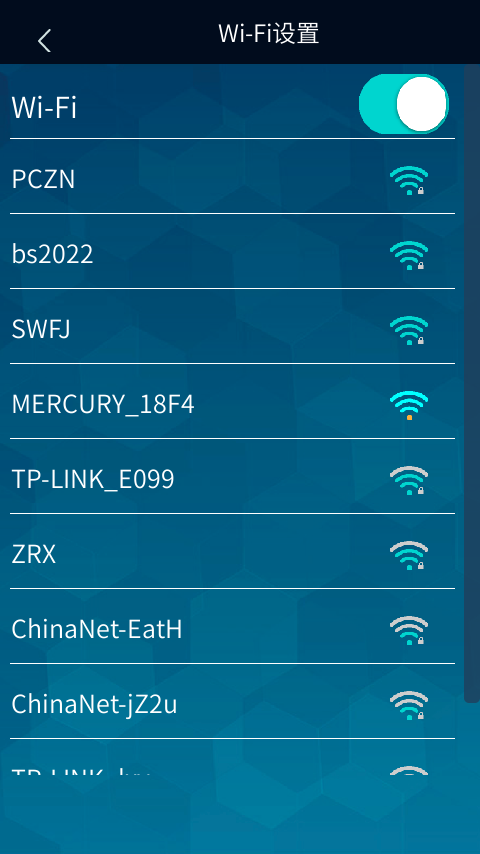 Wi-Fi设置
Wi-Fi
PCZN
bs2022
SWFJ
MERCURY_18F4
TP-LINK_E099
ZRX
ChinaNet-EatH
ChinaNet-jZ2u